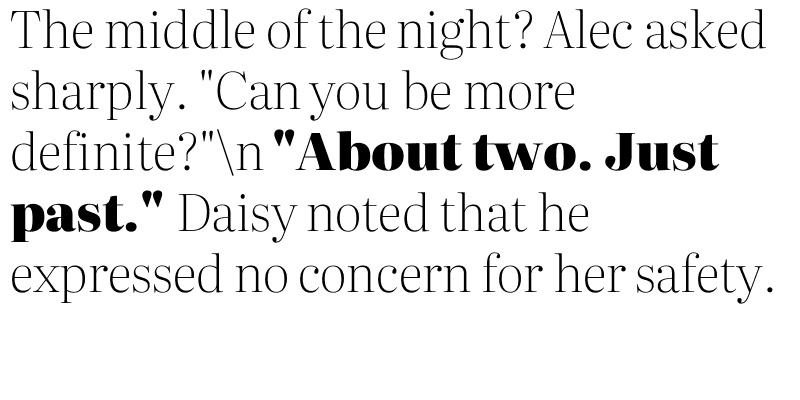 The middle of the night? Alec asked
sharply. "Can you be more
definite?"\n "About two. Just
past." Daisy noted that he
expressed no concern for her safety.